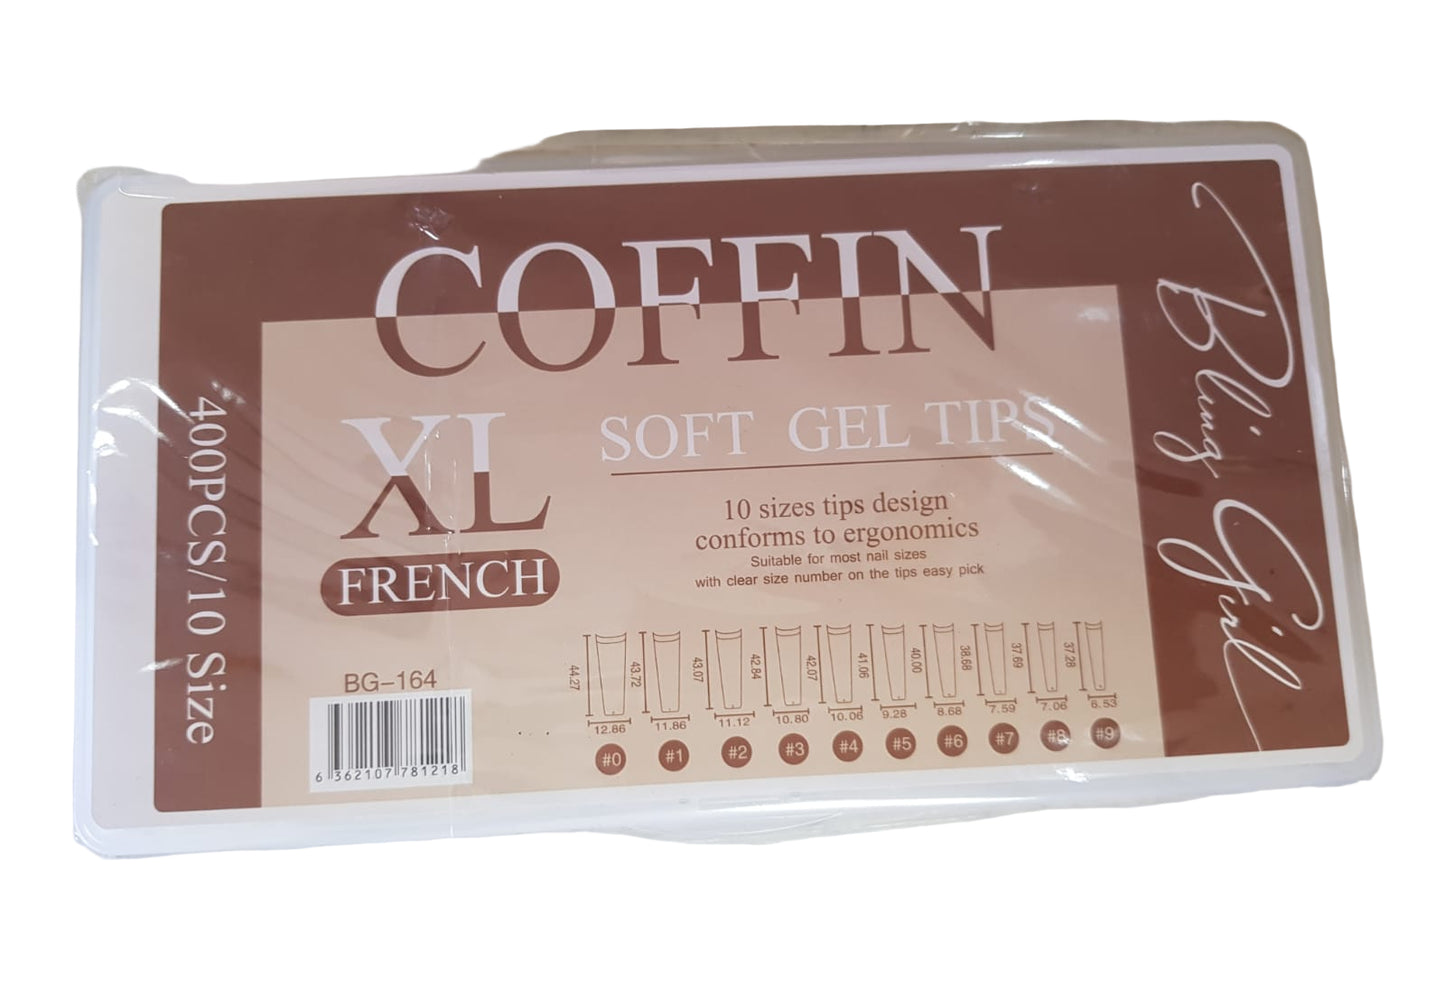 COFFIN
XL
FRENCH
SOFT GEL TIPS
10 sizes tips design
conforms to ergonomics
Suitable for most nail sizes
with clear size number on the tips easy pick
400PCS/10 Size
Bling Girl
BG-164
6 362107 781218
44.27 43.72 43.07 42.84 42.07 41.06 40.00 38.68 37.69 37.28
12.86 11.86 11.12 10.80 10.06 9.28 8.68 7.59 7.06 6.53
#0 #1 #2 #3 #4 #5 #6 #7 #8 #9